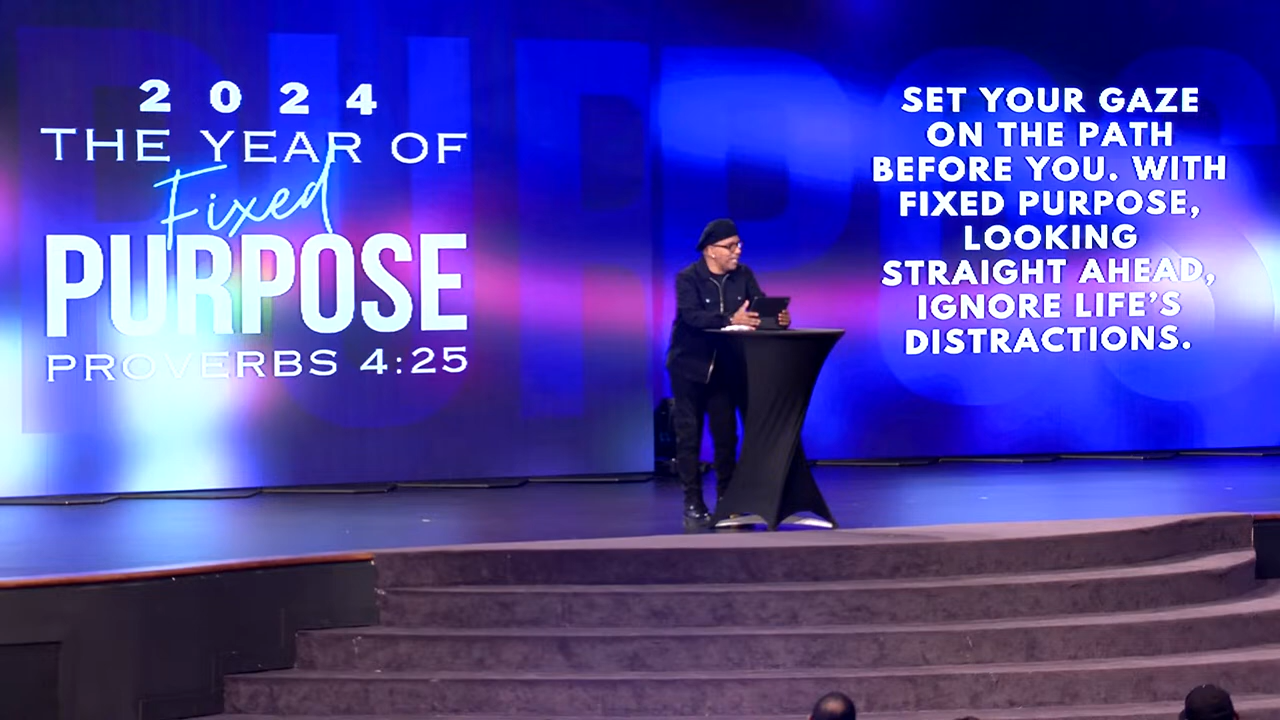 2024
THE YEAR OF
Fixed
PURPOSE
PROVERBS 4:25
SET YOUR GAZE
ON THE PATH
BEFORE YOU. WITH
FIXED PURPOSE,
LOOKING
STRAIGHT AHEAD,
IGNORE LIFE'S
DISTRACTIONS.